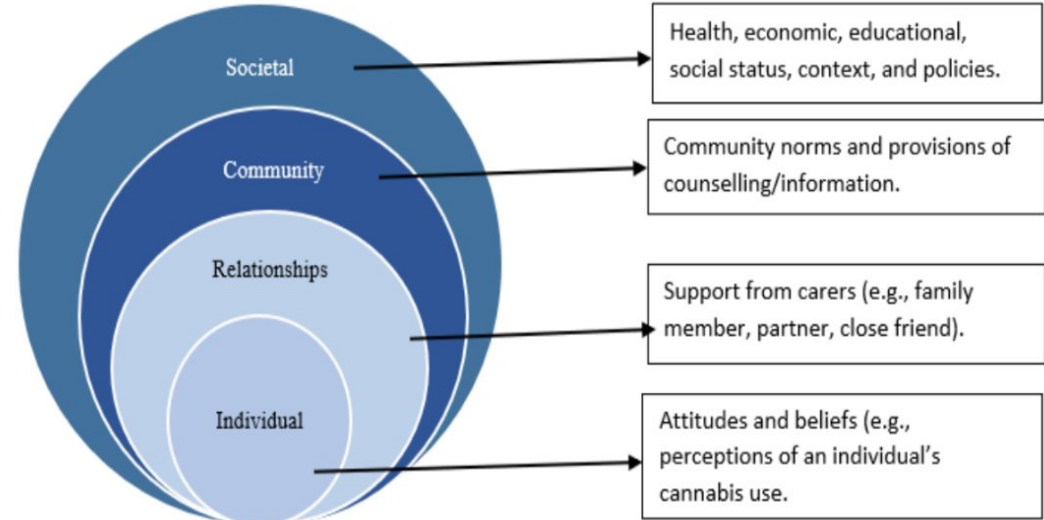 Societal
Health, economic, educational,
social status, context, and policies.
Community
Community norms and provisions of
counselling/information.
Relationships
Support from carers (e.g., family
member, partner, close friend).
Individual
Attitudes and beliefs (e.g.,
perceptions of an individual’s
cannabis use.